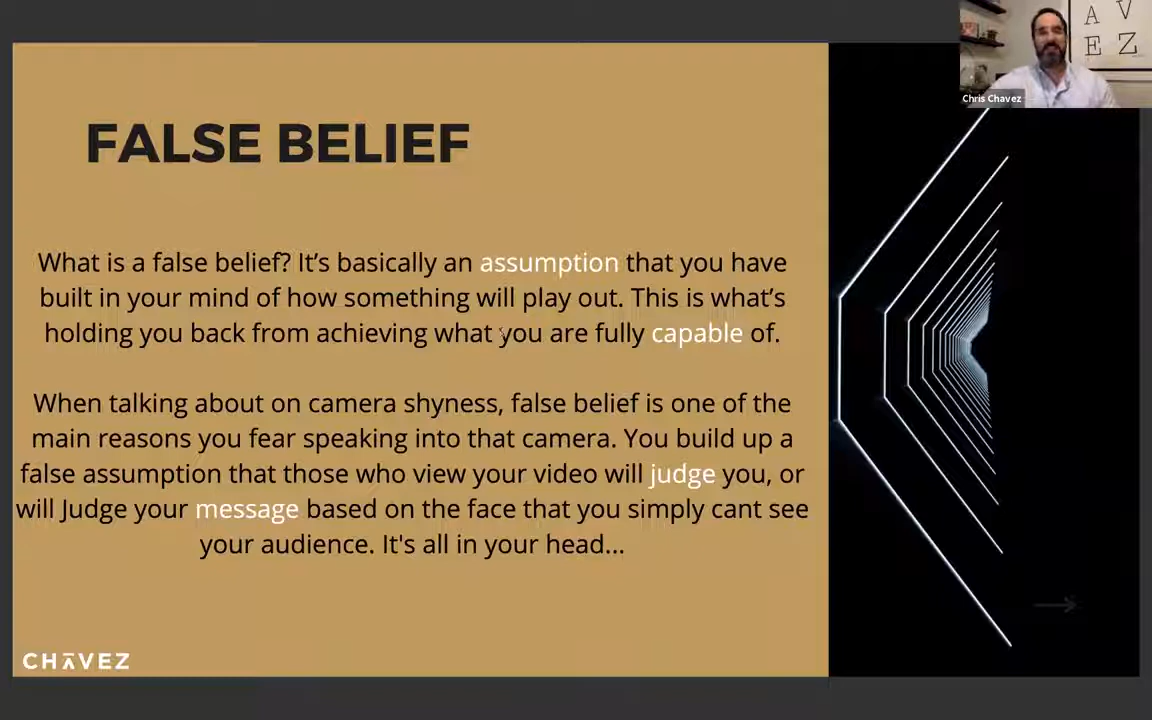 A V
E Z
Chris Chavez
FALSE BELIEF
What is a false belief? It’s basically an assumption that you have
built in your mind of how something will play out. This is what’s
holding you back from achieving what you are fully capable of.
When talking about on camera shyness, false belief is one of the
main reasons you fear speaking into that camera. You build up a
false assumption that those who view your video will judge you, or
will Judge your message based on the face that you simply cant see
your audience. It's all in your head...
CHĀVEZ